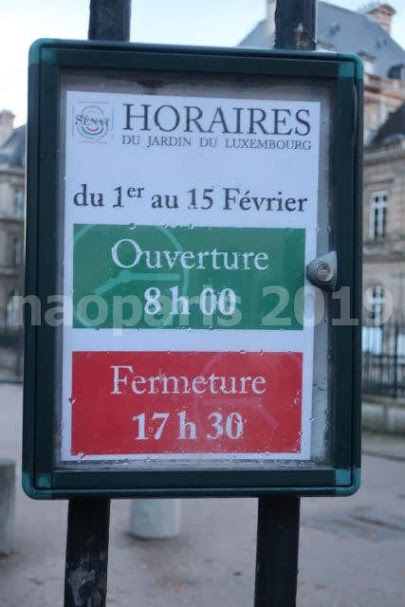 SÉNAT
HORAIRES
DU JARDIN DU LUXEMBOURG
du 1er au 15 Février
Ouverture
8 h 00
naoparis 2019
Fermeture
17 h 30